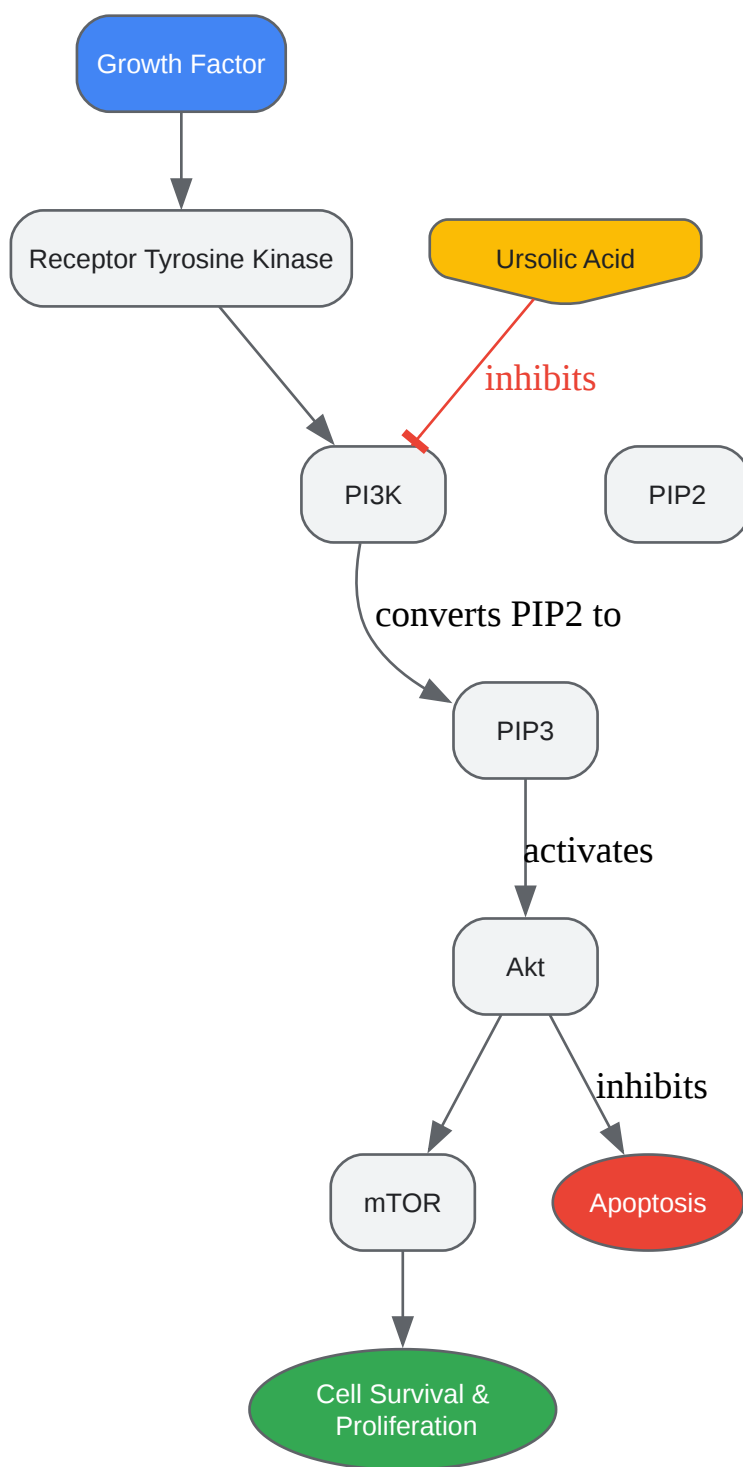 Growth Factor
Receptor Tyrosine Kinase
Ursolic Acid
inhibits
PI3K
PIP2
converts PIP2 to
PIP3
activates
Akt
inhibits
mTOR
Apoptosis
Cell Survival &
Proliferation